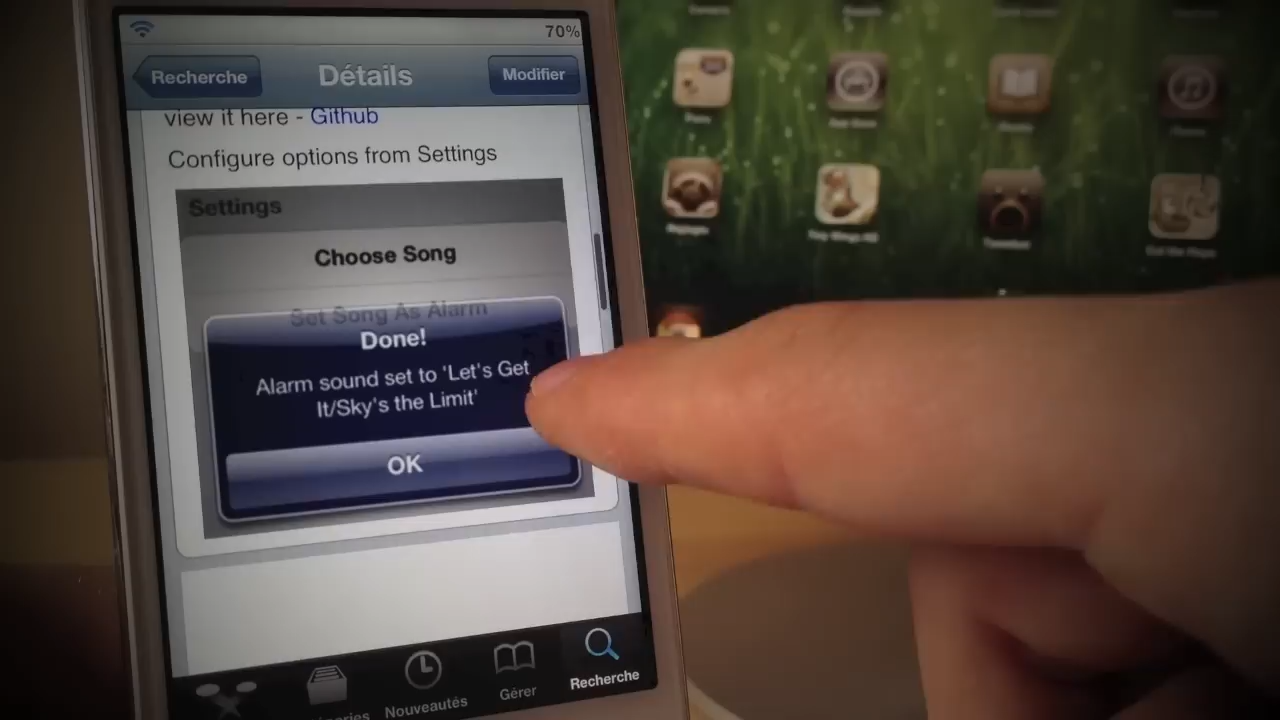 70%
Recherche
Détails
Modifier
view it here - Github
Configure options from Settings
Settings
Choose Song
Set Song As Alarm
Done!
Alarm sound set to 'Let's Get
It/Sky's the Limit'
OK
Nouveautés
Gérer
Recherche